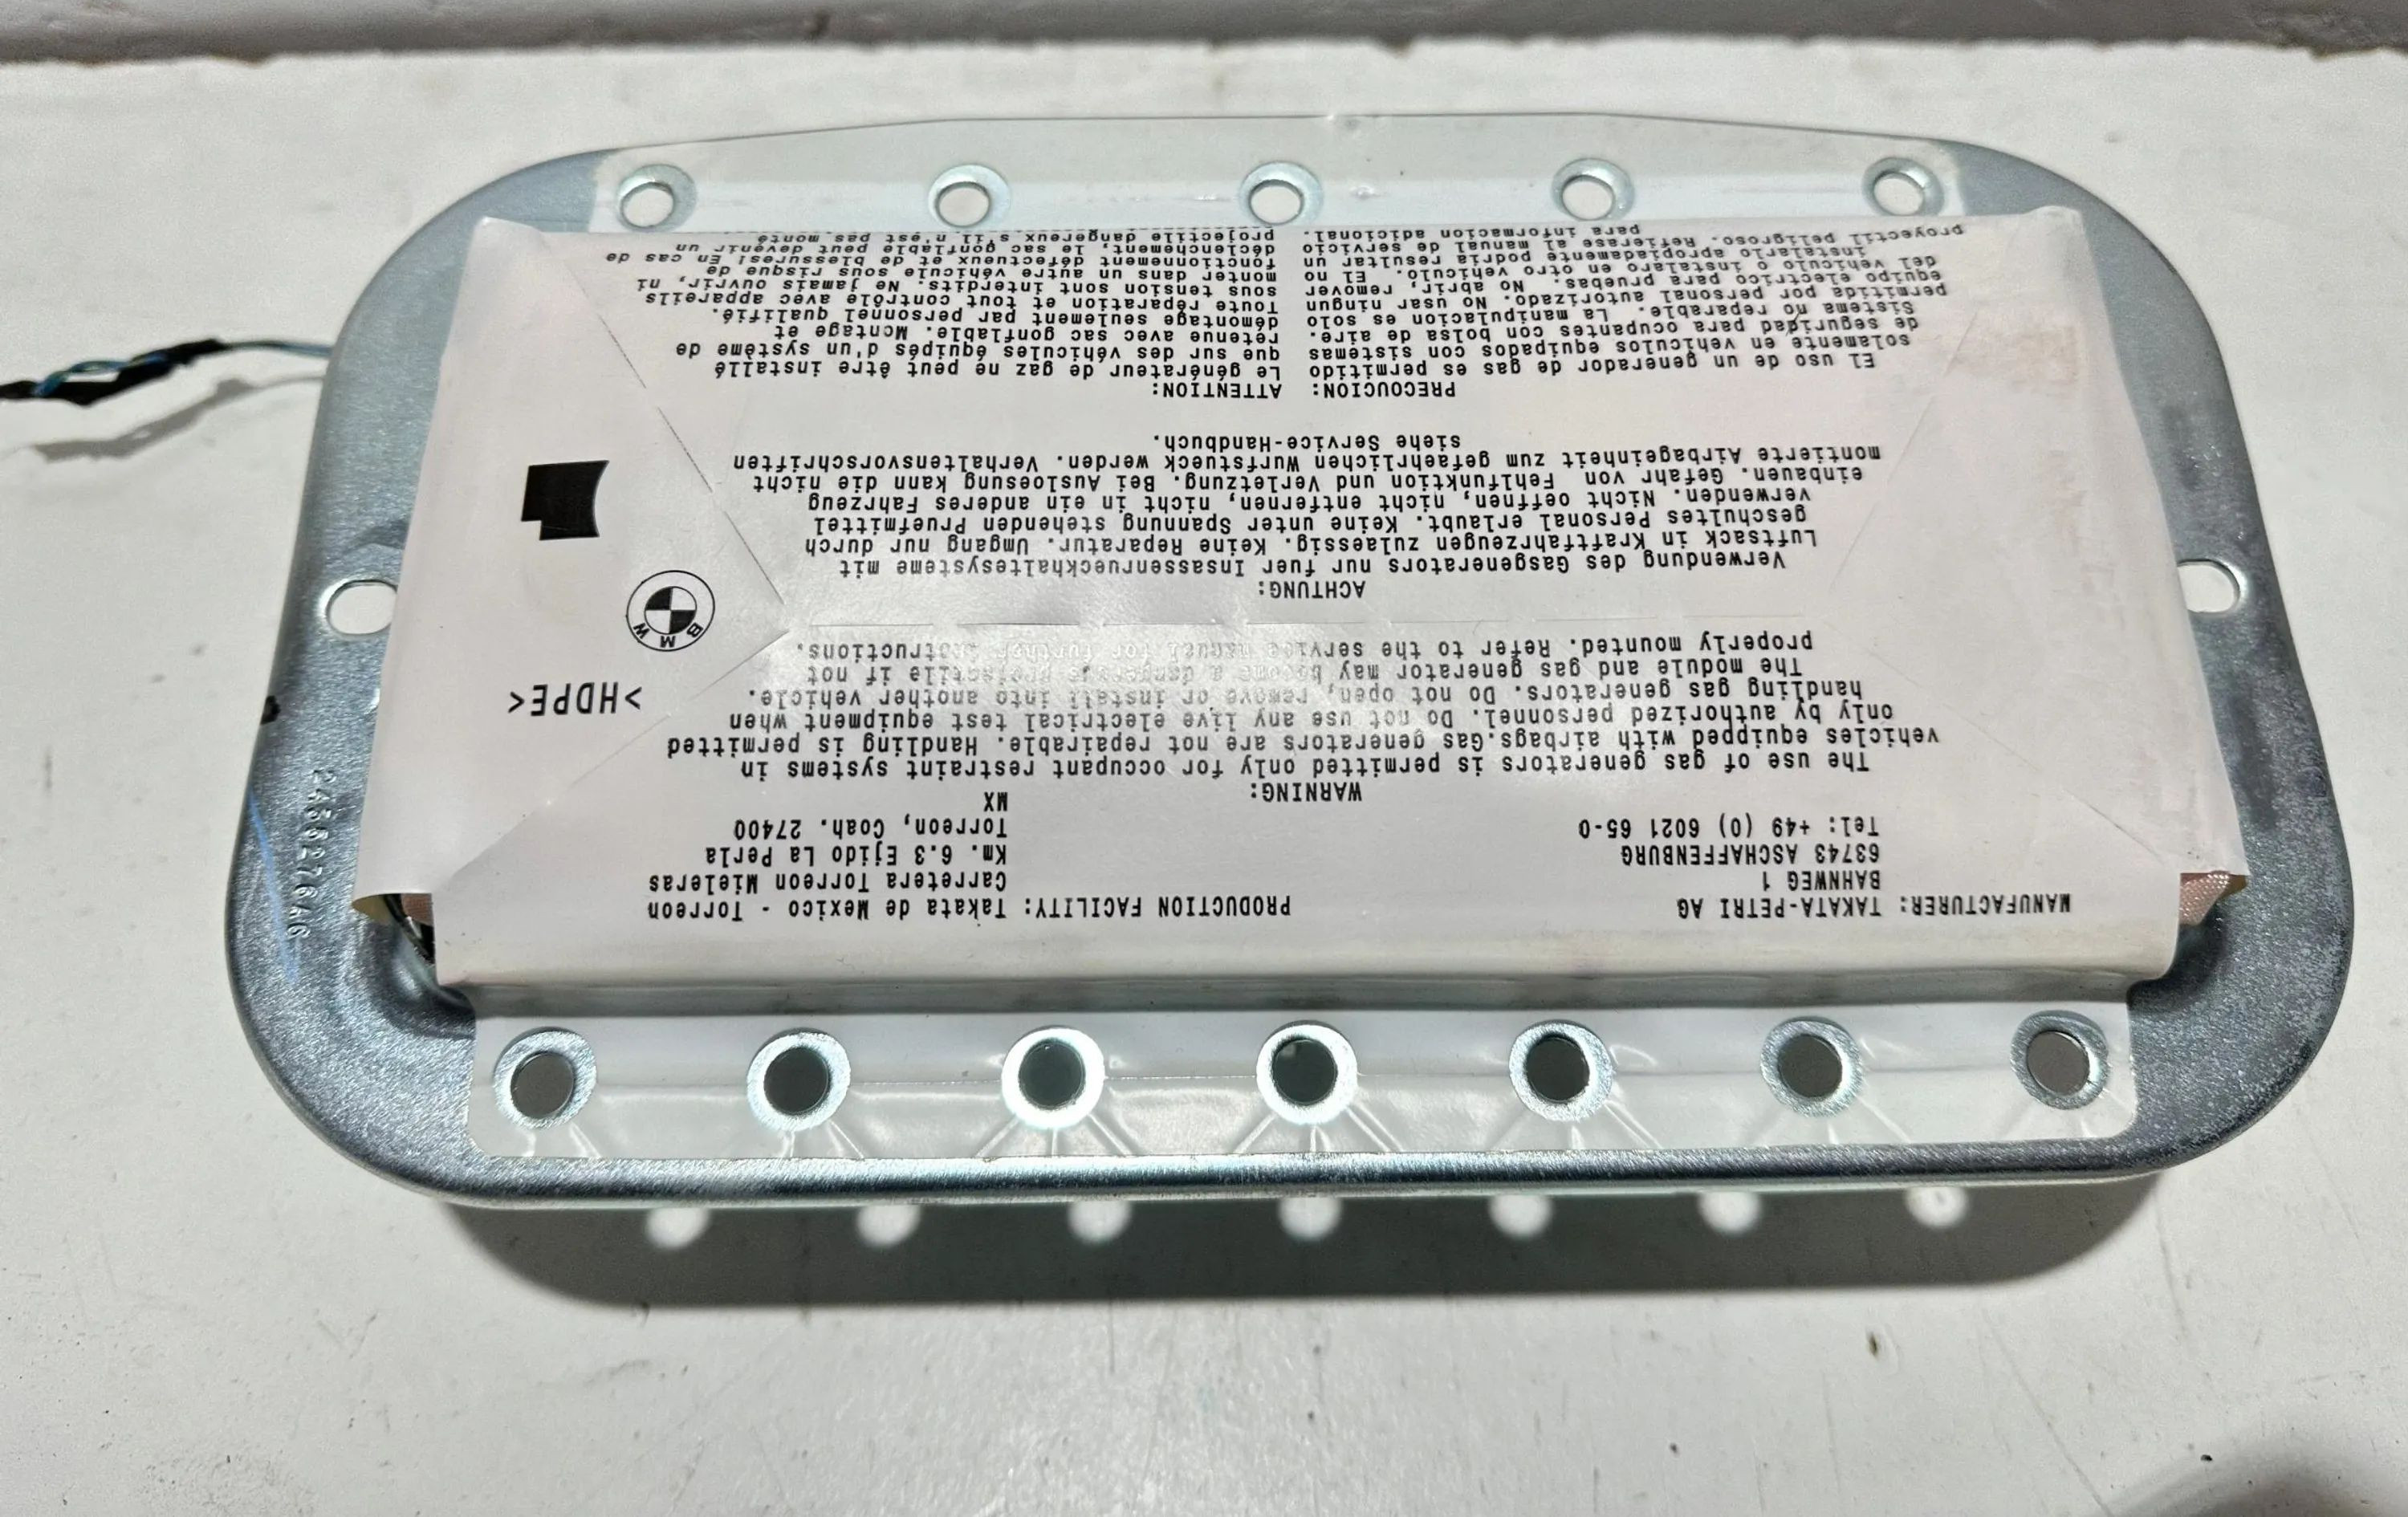 MANUFACTURER: TAKATA-PETRI AG
BAHNWEG 1
63743 ASCHAFFENBURG
Tel: +49 (0) 6021 65-0
PRODUCTION FACILITY: Takata de Mexico - Torreon
Carretera Torreon Mieleras
Km. 6.3 Ejido La Perla
Torreon, Coah. 27400
MX
WARNING:
The use of gas generators is permitted only for occupant restraint systems in
vehicles equipped with airbags.Gas generators are not repairable. Handling is permitted
only by authorized personnel. Do not use any live electrical test equipment when
handling gas generators. Do not open, remove or install into another vehicle.
The module and gas generator may become a dangerous projectile if not
properly mounted. Refer to the service manual for further instructions.
>HDPE<
BMW
ACHTUNG:
Verwendung des Gasgenerators nur fuer Insassenrueckhaltesysteme mit
Luftsack in Kraftfahrzeugen zulaessig. Keine Reparatur. Umgang nur durch
geschultes Personal erlaubt. Keine unter Spannung stehenden Pruefmittel
verwenden. Nicht oeffnen, nicht entfernen, nicht in ein anderes Fahrzeug
einbauen. Gefahr von Fehlfunktion und Verletzung. Bei Ausloesung kann die nicht
montierte Airbageinheit zum gefaehrlichen Wurfstueck werden. Verhaltensvorschriften
siehe Service-Handbuch.
PRECOUCION:
El uso de un generador de gas es permitido
solamente en vehiculos equipados con sistemas
de seguridad para ocupantes con bolsa de aire.
Sistema no reparable. La manipulacion es solo
permitida por personal autorizado. No usar ningun
equipo electrico para pruebas. No abrir, remover
del vehiculo o instalaro en otro vehiculo. El no
instalarlo apropiadamente podria resultar un
proyectil peligroso. Refierase al manual de servicio
para informacion adicional.
ATTENTION:
Le générateur de gaz ne peut être installé
que sur des véhicules équipés d'un système de
retenue avec sac gonflable. Montage et
démontage seulement par personnel qualifié.
Toute réparation et tout contrôle avec appareils
sous tension sont interdits. Ne jamais ouvrir, ni
monter dans un autre véhicule sous risque de
fonctionnement défectueux et de blessures! En cas de
déclenchement, le sac gonflable peut devenir un
projectile dangereux s'il n'est pas monté